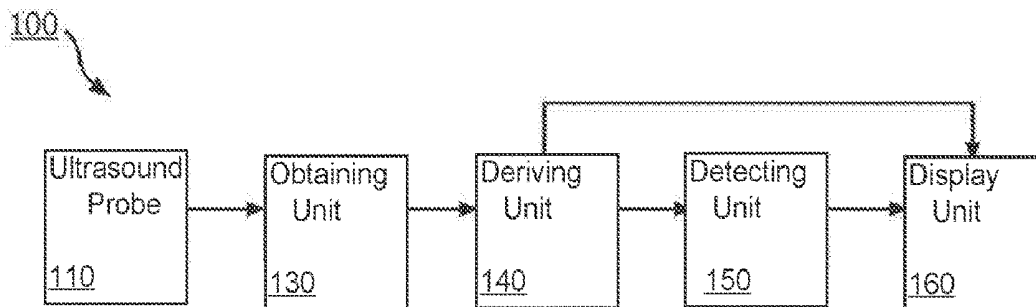 100
Ultrasound
Probe
110
Obtaining
Unit
130
Deriving
Unit
140
Detecting
Unit
150
Display
Unit
160